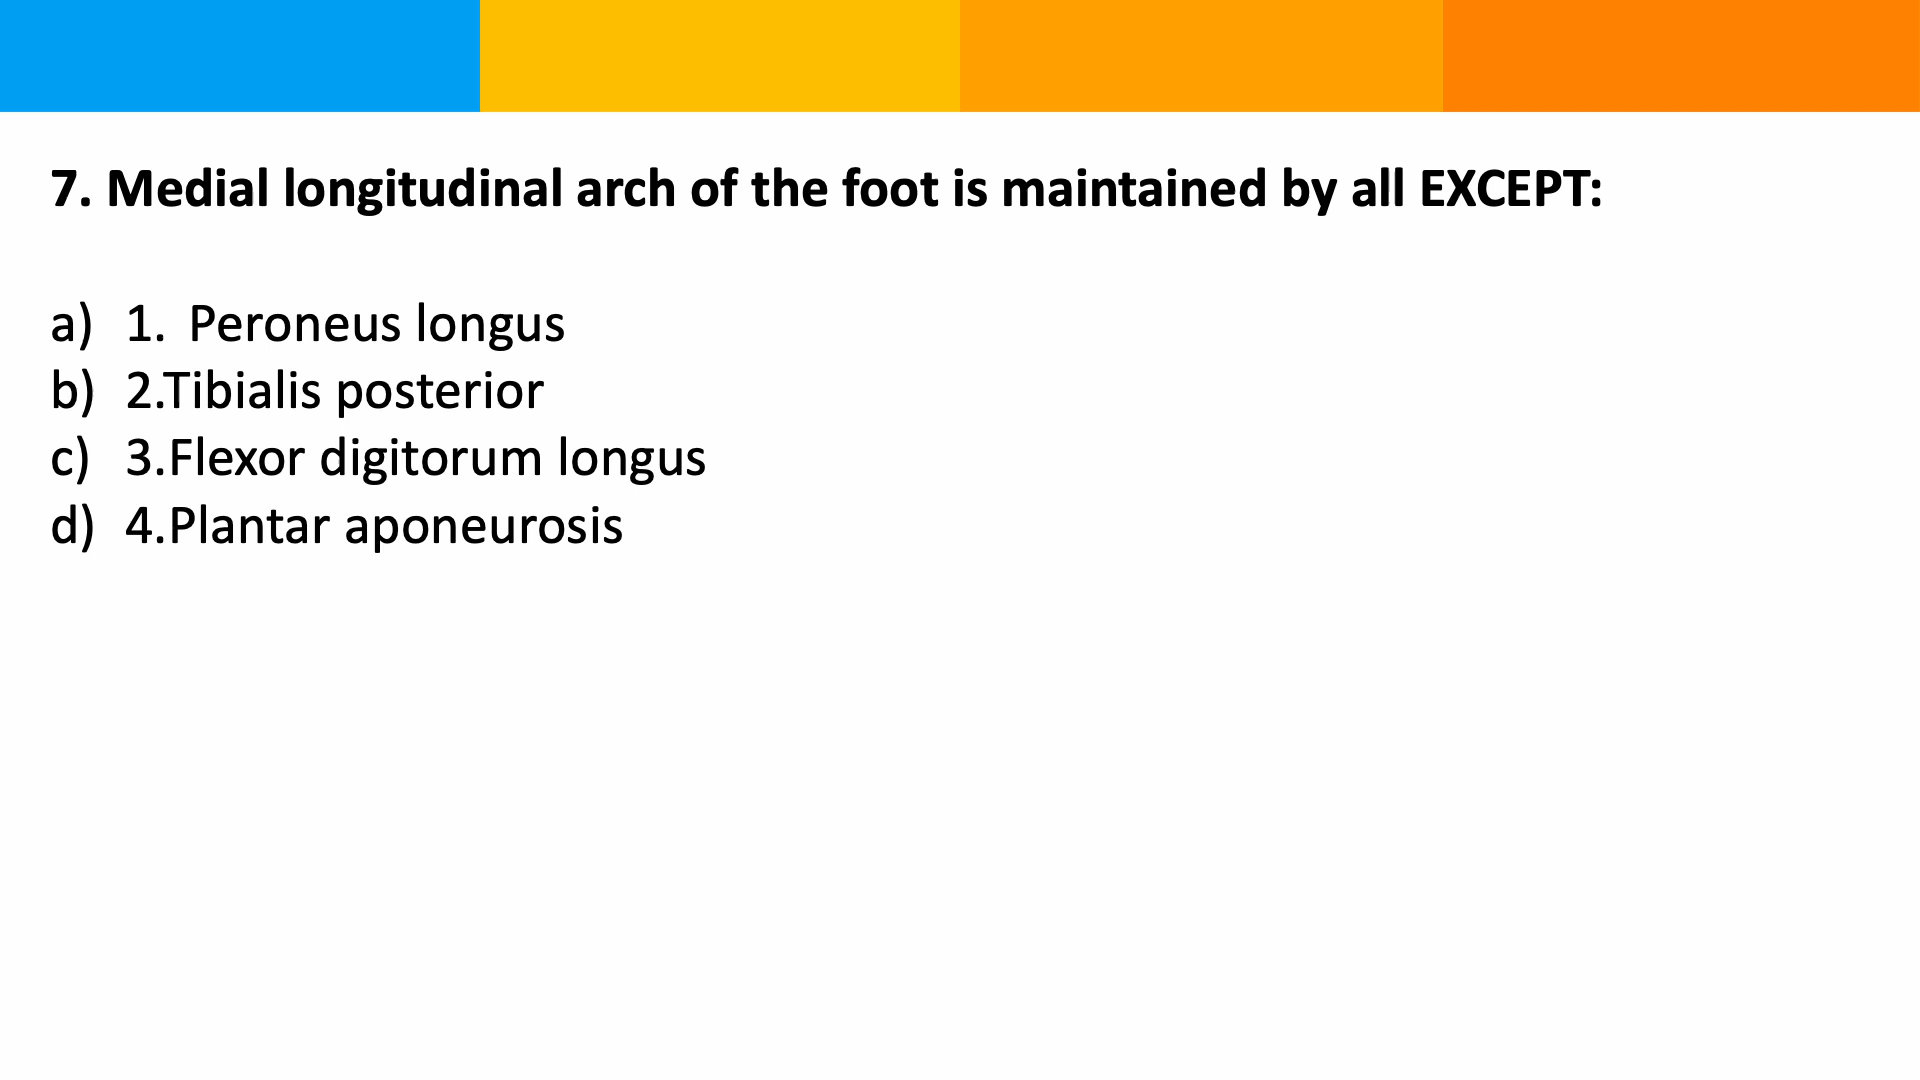 7. Medial longitudinal arch of the foot is maintained by all EXCEPT:
a) 1. Peroneus longus
b) 2.Tibialis posterior
c) 3.Flexor digitorum longus
d) 4.Plantar aponeurosis